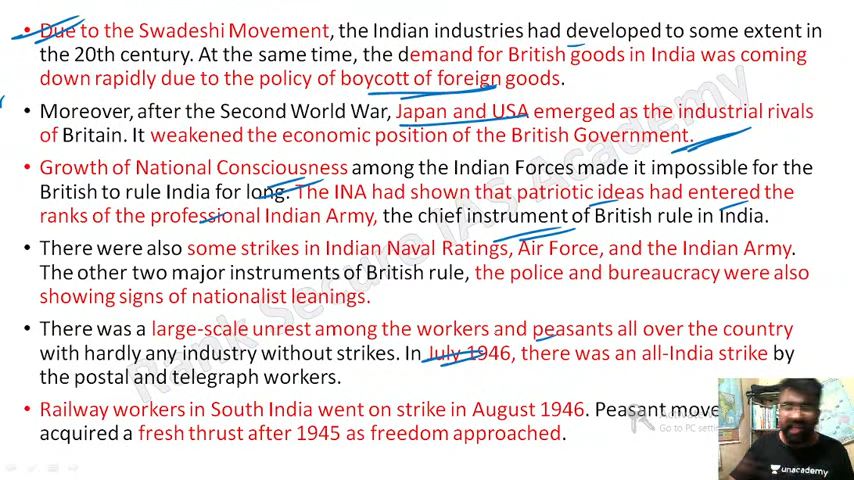 • Due to the Swadeshi Movement, the Indian industries had developed to some extent in
the 20th century. At the same time, the demand for British goods in India was coming
down rapidly due to the policy of boycott of foreign goods.
• Moreover, after the Second World War, Japan and USA emerged as the industrial rivals
of Britain. It weakened the economic position of the British Government.
• Growth of National Consciousness among the Indian Forces made it impossible for the
British to rule India for long. The INA had shown that patriotic ideas had entered the
ranks of the professional Indian Army, the chief instrument of British rule in India.
• There were also some strikes in Indian Naval Ratings, Air Force, and the Indian Army.
The other two major instruments of British rule, the police and bureaucracy were also
showing signs of nationalist leanings.
• There was a large-scale unrest among the workers and peasants all over the country
with hardly any industry without strikes. In July 1946, there was an all-India strike by
the postal and telegraph workers.
• Railway workers in South India went on strike in August 1946. Peasant move
acquired a fresh thrust after 1945 as freedom approached.
Go to PC
Rank Secure IAS Academy
unacademy